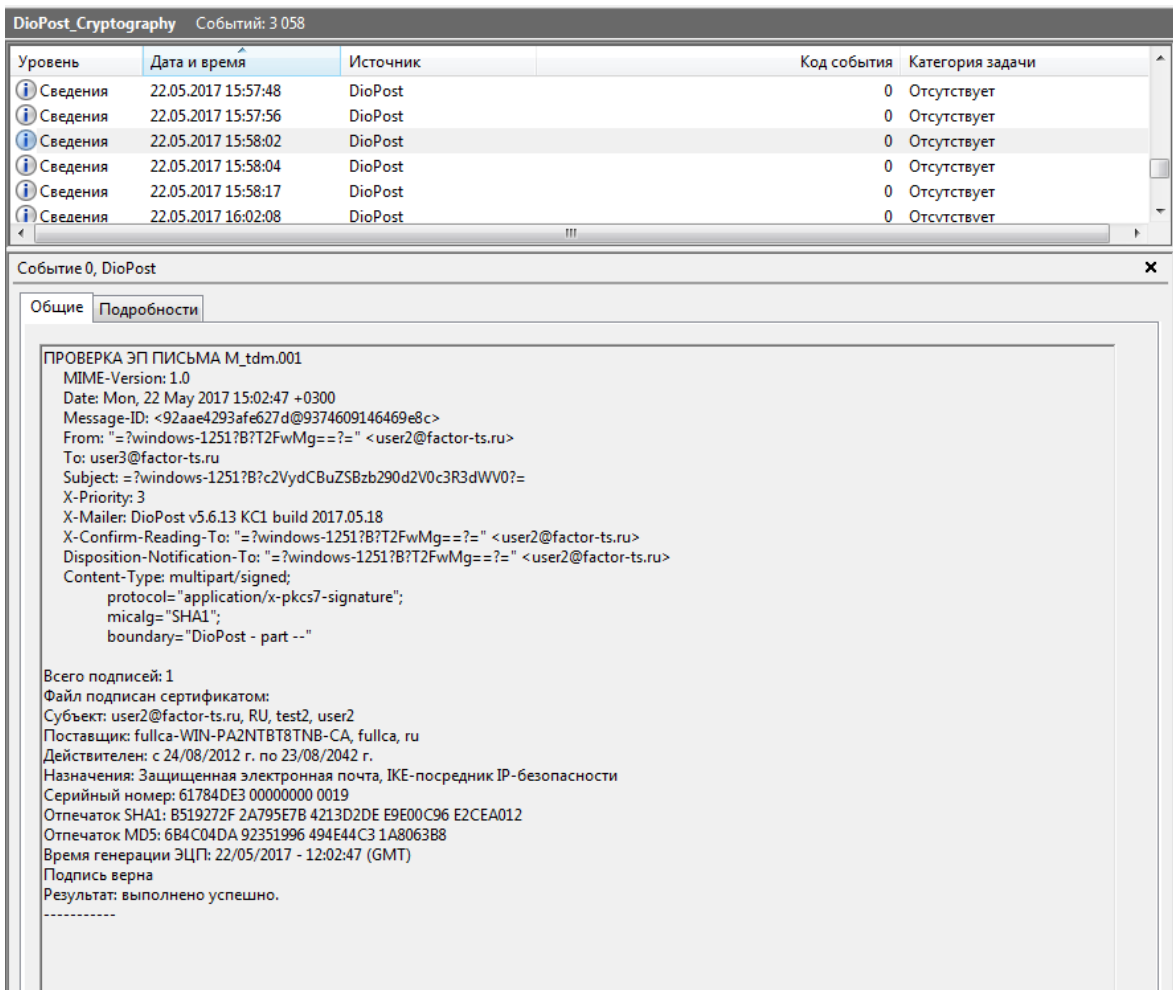 DioPost_Cryptography Событий: 3 058
Уровень Дата и время Источник Код события Категория задачи
Сведения 22.05.2017 15:57:48 DioPost 0 Отсутствует
Сведения 22.05.2017 15:57:56 DioPost 0 Отсутствует
Сведения 22.05.2017 15:58:02 DioPost 0 Отсутствует
Сведения 22.05.2017 15:58:04 DioPost 0 Отсутствует
Сведения 22.05.2017 15:58:17 DioPost 0 Отсутствует
Сведения 22.05.2017 16:02:08 DioPost 0 Отсутствует
Событие 0, DioPost
Общие Подробности
ПРОВЕРКА ЭП ПИСЬМА M_tdm.001
MIME-Version: 1.0
Date: Mon, 22 May 2017 15:02:47 +0300
Message-ID: <92aae4293afe627d@9374609146469e8c>
From: "=?windows-1251?B?T2FwMg==?=" <user2@factor-ts.ru>
To: user3@factor-ts.ru
Subject: =?windows-1251?B?c2VydCBuZSBzb290d2V0c3R3dWV0?=
X-Priority: 3
X-Mailer: DioPost v5.6.13 KC1 build 2017.05.18
X-Confirm-Reading-To: "=?windows-1251?B?T2FwMg==?=" <user2@factor-ts.ru>
Disposition-Notification-To: "=?windows-1251?B?T2FwMg==?=" <user2@factor-ts.ru>
Content-Type: multipart/signed;
protocol="application/x-pkcs7-signature";
micalg="SHA1";
boundary="DioPost - part --"
Всего подписей: 1
Файл подписан сертификатом:
Субъект: user2@factor-ts.ru, RU, test2, user2
Поставщик: fullca-WIN-PA2NTBT8TNB-CA, fullca, ru
Действителен: с 24/08/2012 г. по 23/08/2042 г.
Назначения: Защищенная электронная почта, IKE-посредник IP-безопасности
Серийный номер: 61784DE3 00000000 0019
Отпечаток SHA1: B519272F 2A795E7B 4213D2DE E9E00C96 E2CEA012
Отпечаток MD5: 6B4C04DA 92351996 494E44C3 1A8063B8
Время генерации ЭЦП: 22/05/2017 - 12:02:47 (GMT)
Подпись верна
Результат: выполнено успешно.
-----------